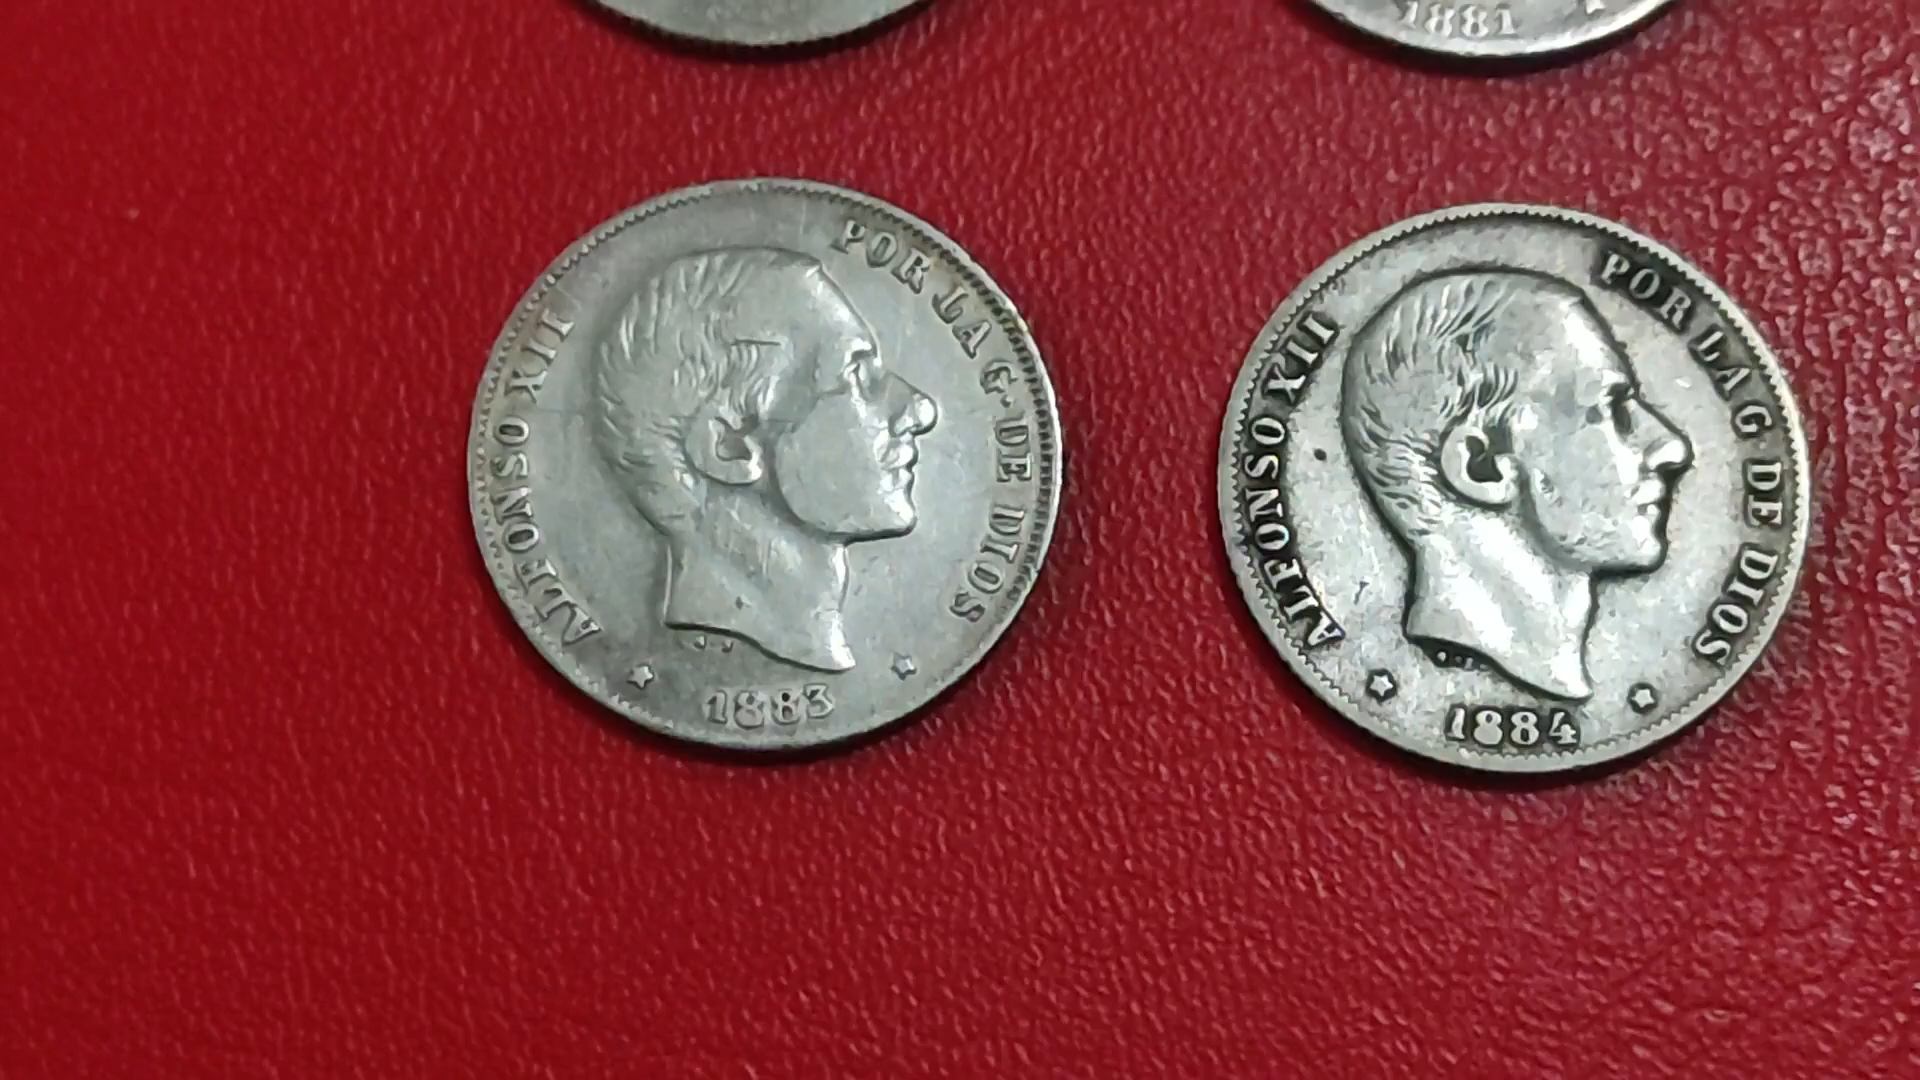 1881
ALFONSO XII POR LA G. DE DIOS
1883
ALFONSO XII POR LA G DE DIOS
1884